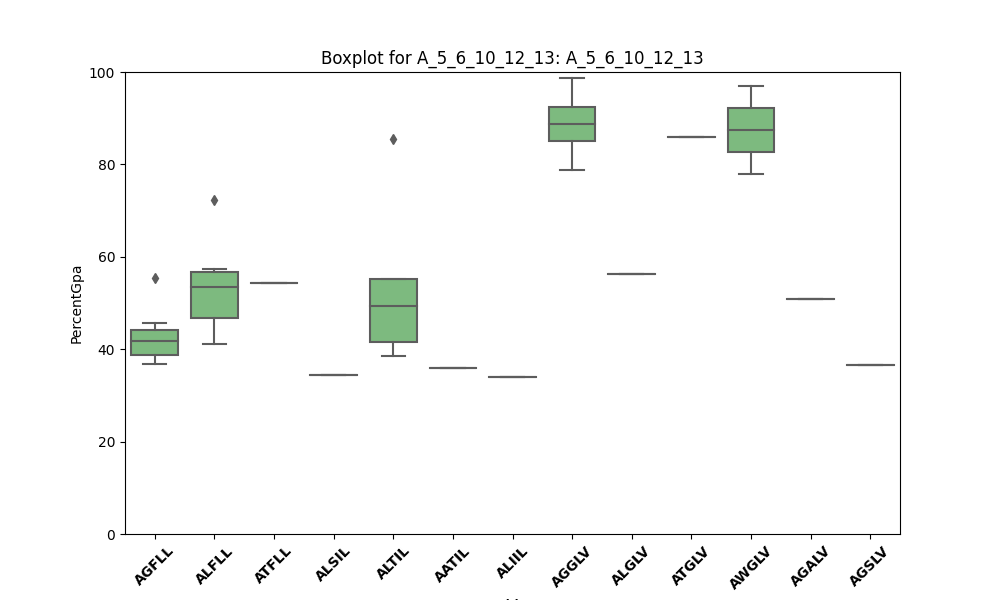 Boxplot for A_5_6_10_12_13: A_5_6_10_12_13
PercentGpa
100
80
60
40
20
0
AGFLL
ALFLL
ATFLL
ALSIL
ALTIL
AATIL
ALIIL
AGGLV
ALGLV
ATGLV
AWGLV
AGALV
AGSLV